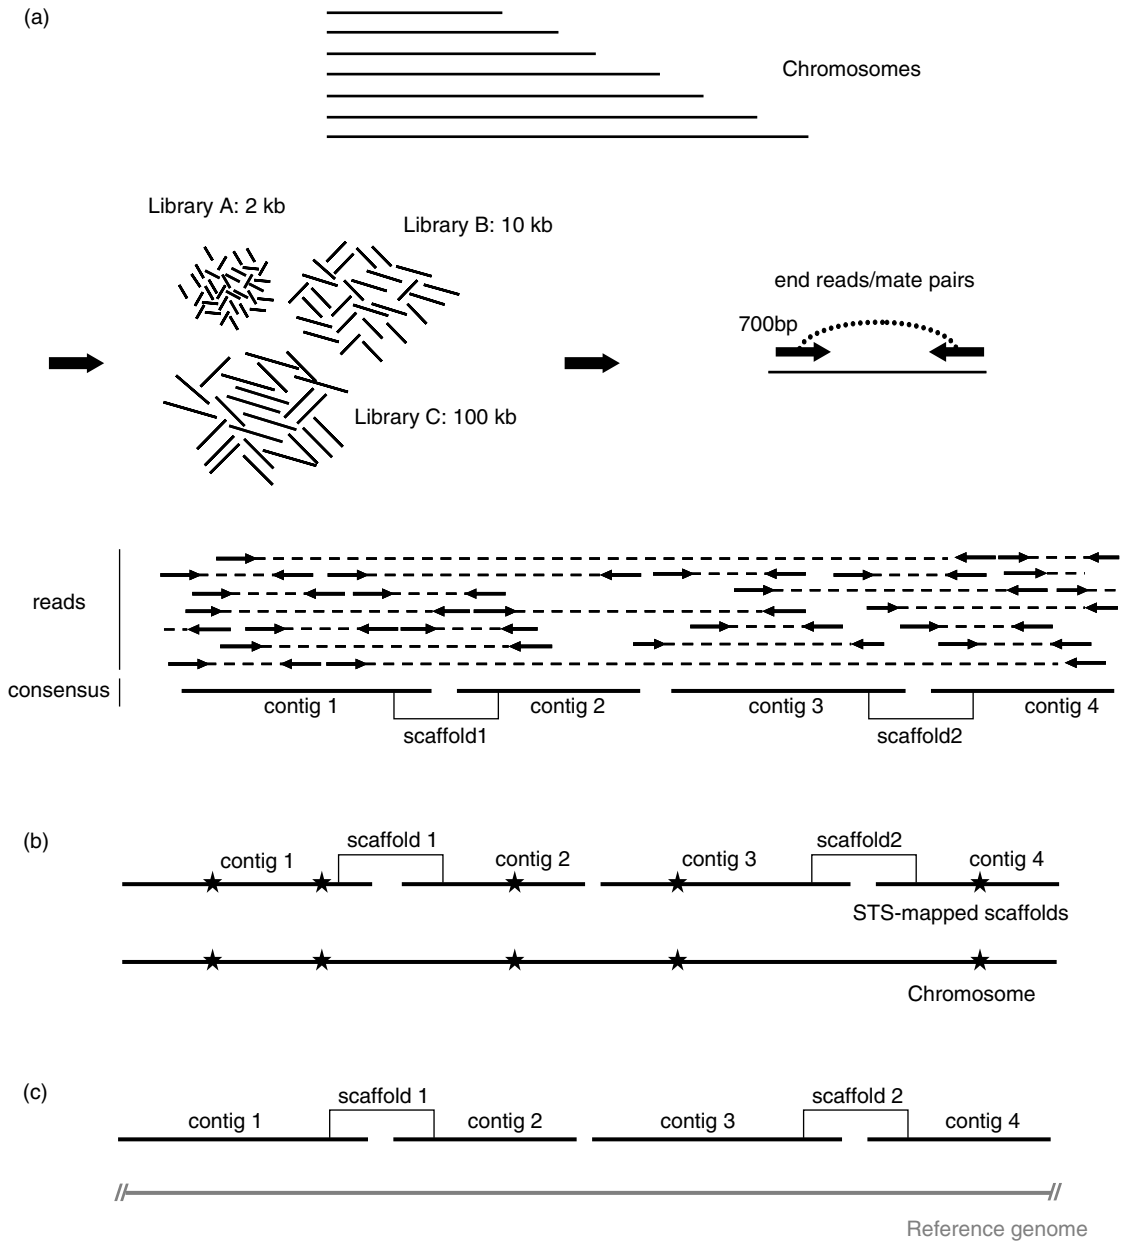 (a)
Chromosomes
Library A: 2 kb
Library B: 10 kb
end reads/mate pairs
700bp
Library C: 100 kb
reads
consensus
contig 1
contig 2
contig 3
contig 4
scaffold1
scaffold2
(b)
scaffold 1
scaffold2
contig 1
contig 2
contig 3
contig 4
STS-mapped scaffolds
Chromosome
(c)
scaffold 1
scaffold 2
contig 1
contig 2
contig 3
contig 4
Reference genome